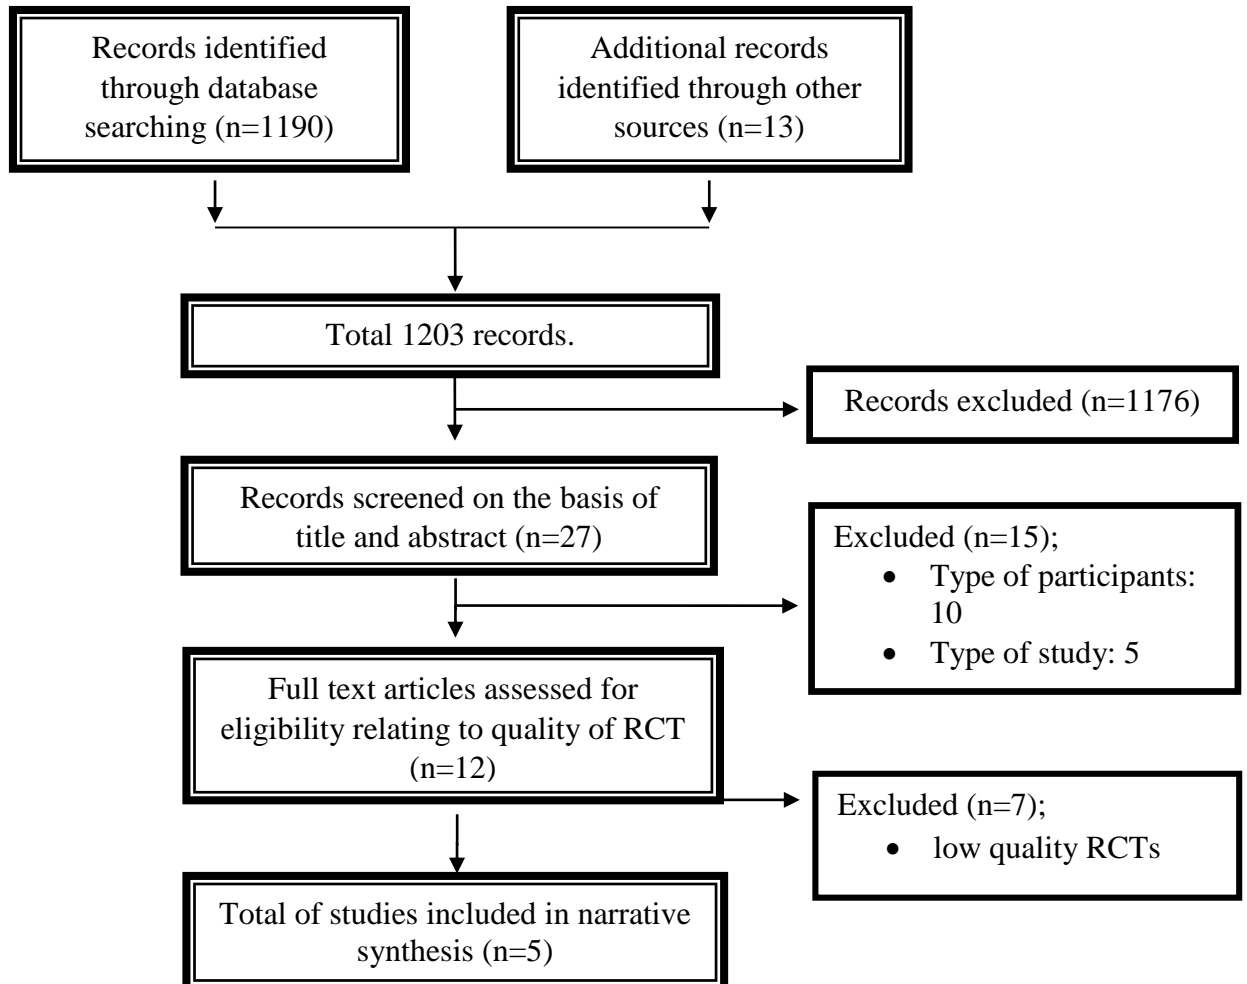 Records identified
through database
searching (n=1190)
Additional records
identified through other
sources (n=13)
Total 1203 records.
Records excluded (n=1176)
Records screened on the basis of
title and abstract (n=27)
Excluded (n=15);
• Type of participants:
10
• Type of study: 5
Full text articles assessed for
eligibility relating to quality of RCT
(n=12)
Excluded (n=7);
• low quality RCTs
Total of studies included in narrative
synthesis (n=5)